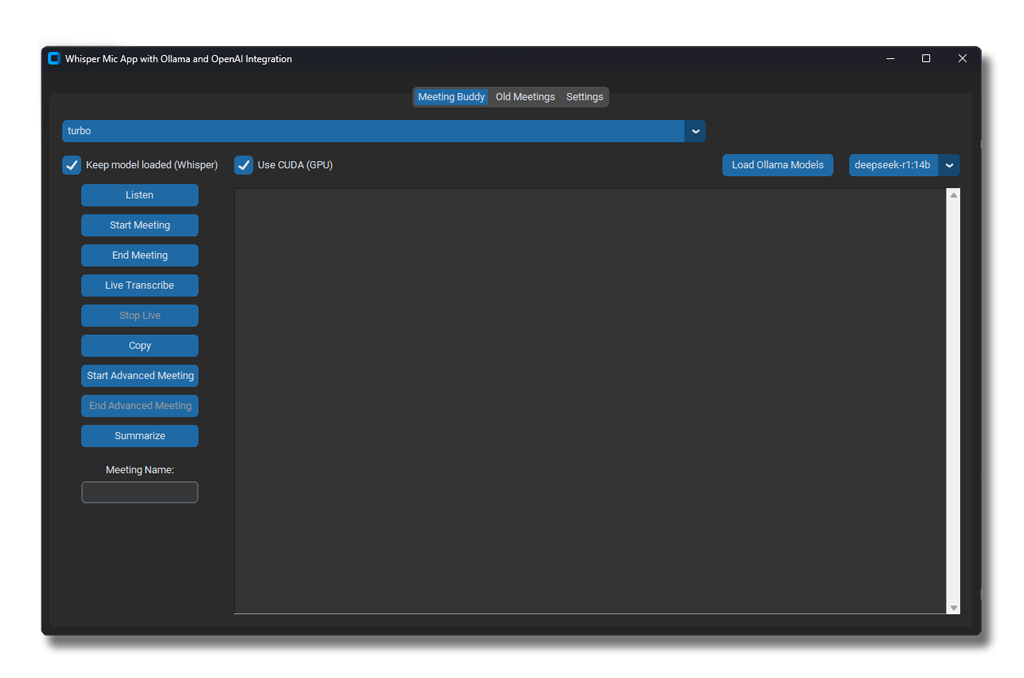 Whisper Mic App with Ollama and OpenAI Integration
Meeting Buddy Old Meetings Settings
turbo
Keep model loaded (Whisper) Use CUDA (GPU) Load Ollama Models deepseek-r1:14b
Listen
Start Meeting
End Meeting
Live Transcribe
Stop Live
Copy
Start Advanced Meeting
End Advanced Meeting
Summarize
Meeting Name: